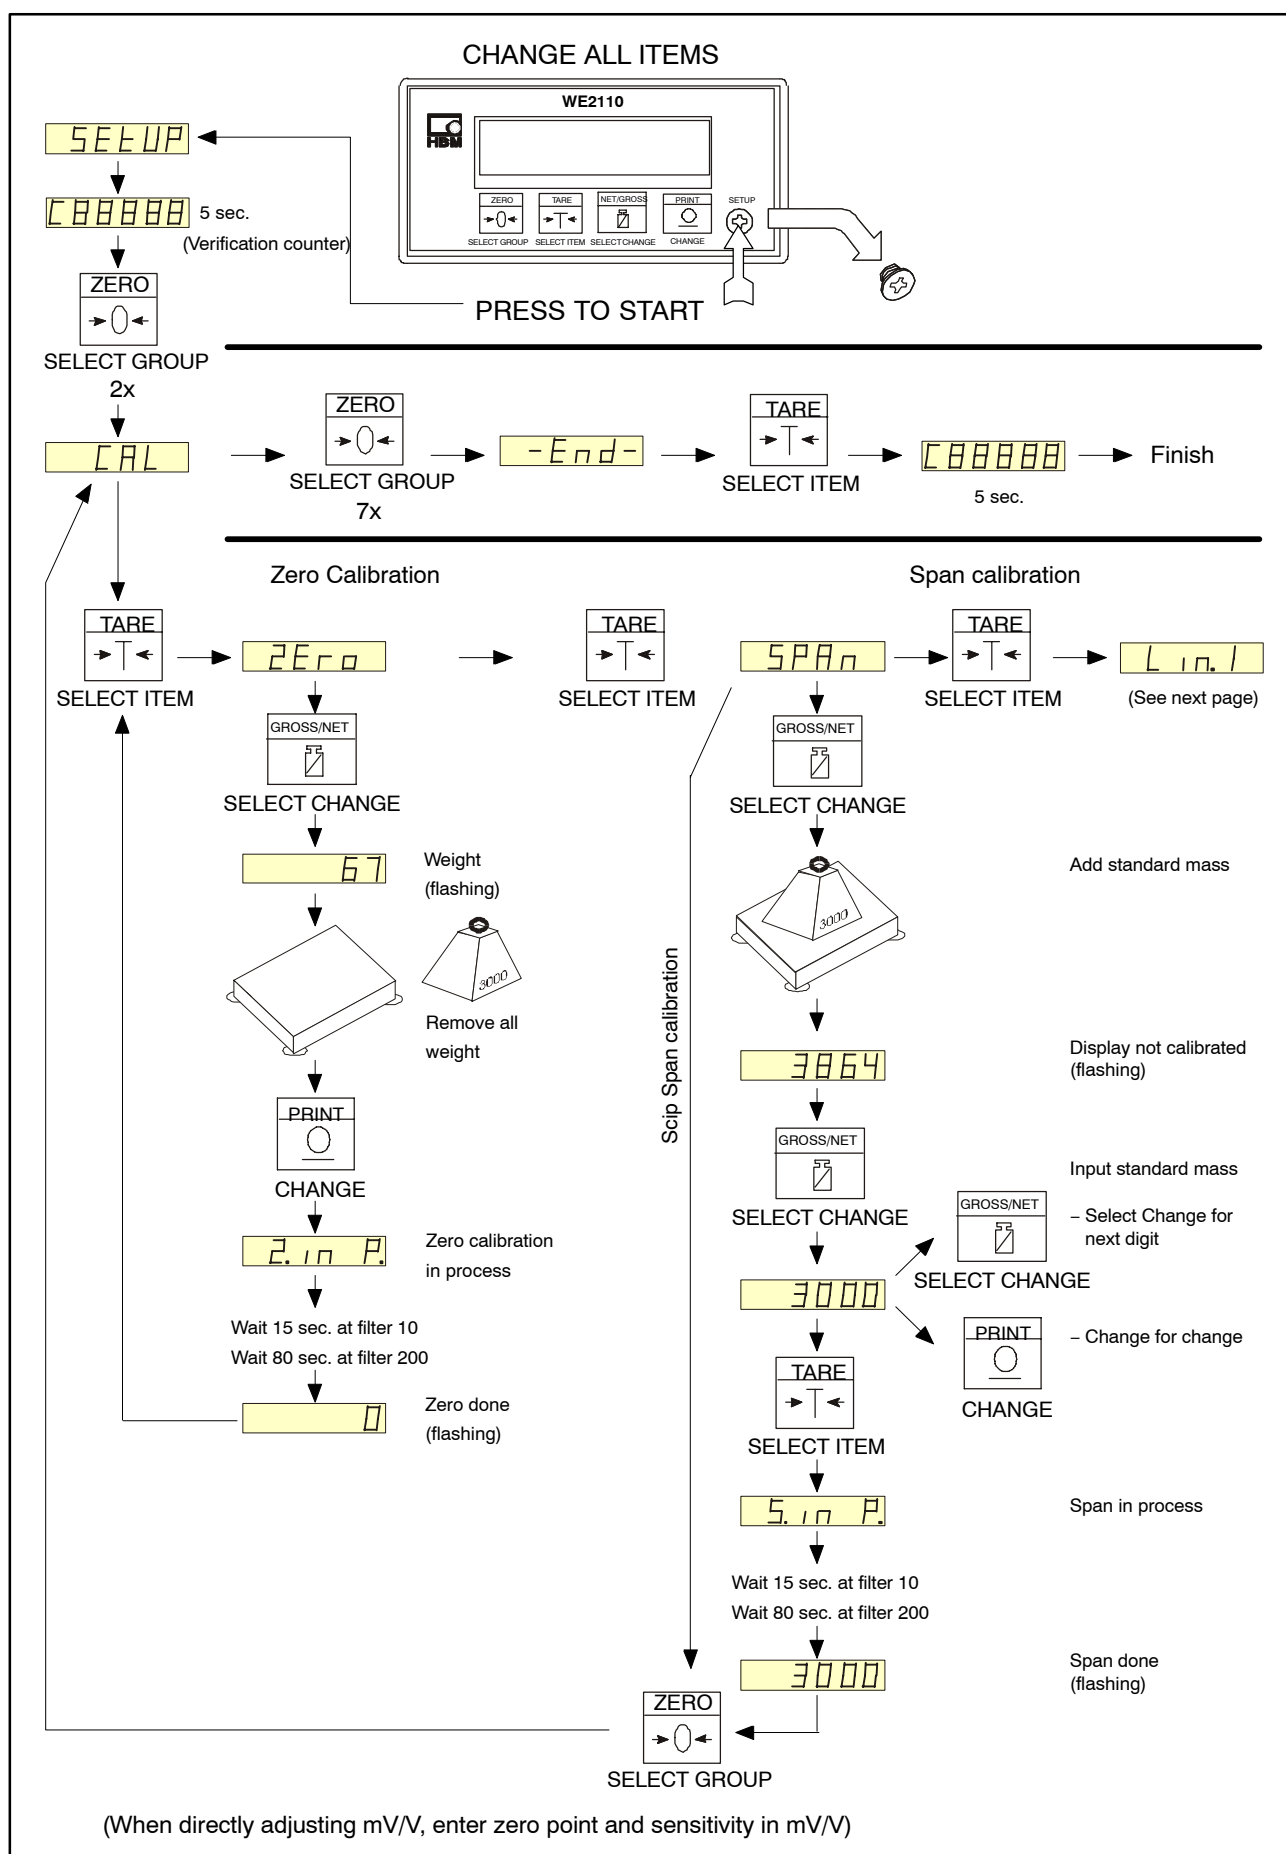 CHANGE ALL ITEMS
WE2110
HBM
ZERO
TARE
NET/GROSS
PRINT
SETUP
SELECT GROUP
SELECT ITEM
SELECT CHANGE
CHANGE
PRESS TO START
SEtUP
C88888
5 sec.
(Verification counter)
ZERO
0
SELECT GROUP
2x
CAL
ZERO
0
SELECT GROUP
7x
-End-
TARE
T
SELECT ITEM
C88888
5 sec.
Finish
Zero Calibration
Span calibration
TARE
T
SELECT ITEM
ZEro
TARE
T
SELECT ITEM
SPAn
TARE
T
SELECT ITEM
Lin.1
(See next page)
GROSS/NET
SELECT CHANGE
67
Weight
(flashing)
3000
Remove all
weight
PRINT
CHANGE
2. in P.
Zero calibration
in process
Wait 15 sec. at filter 10
Wait 80 sec. at filter 200
0
Zero done
(flashing)
Scip Span calibration
GROSS/NET
SELECT CHANGE
3000
Add standard mass
3864
Display not calibrated
(flashing)
GROSS/NET
SELECT CHANGE
Input standard mass
GROSS/NET
SELECT CHANGE
– Select Change for
next digit
3000
PRINT
CHANGE
– Change for change
TARE
T
SELECT ITEM
S. in P.
Span in process
Wait 15 sec. at filter 10
Wait 80 sec. at filter 200
3000
Span done
(flashing)
ZERO
0
SELECT GROUP
(When directly adjusting mV/V, enter zero point and sensitivity in mV/V)